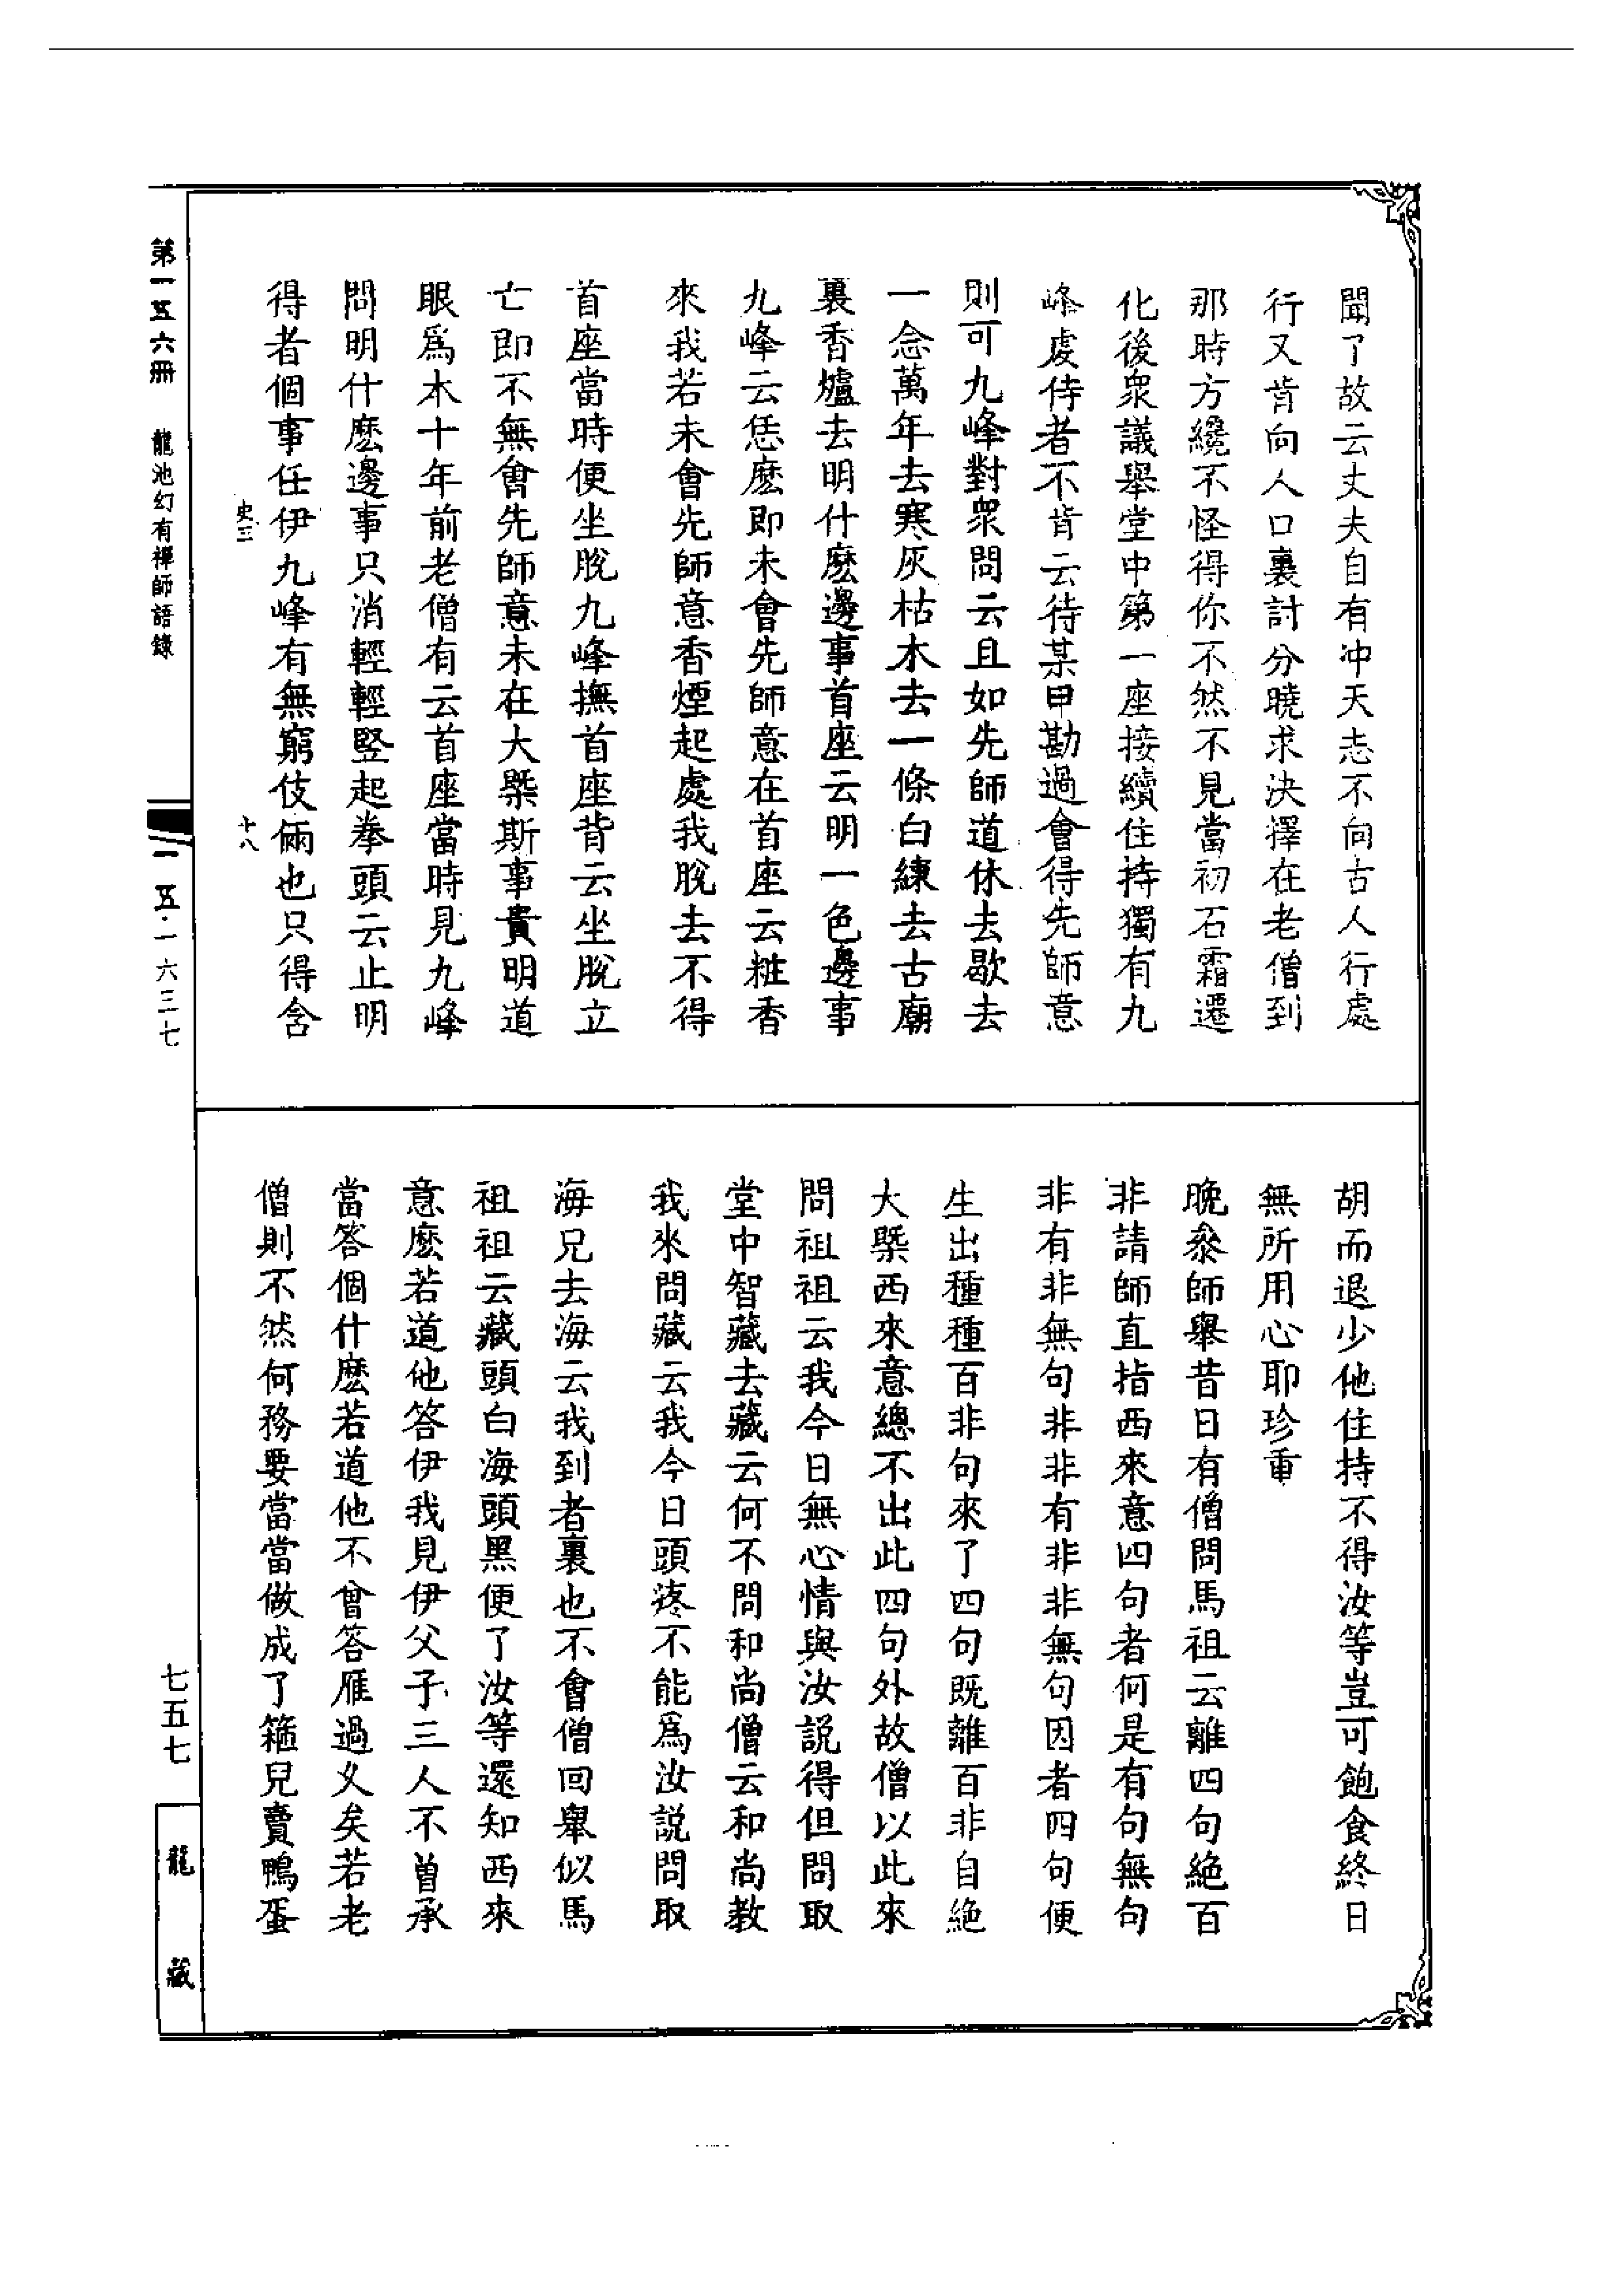 聞了故云丈夫自有冲天志不向古人行處
行又肯向人口裏討分曉求決擇在老僧到
那時方纔不怪得你不然不見當初石霜遷
化後衆議舉堂中第一座接續住持獨有九
峰處侍者不肯云待某甲勘過會得先師意
則可九峰對衆問云且如先師道休去歇去
一念萬年去寒灰枯木去一條白練去古廟
裏香爐去明什麽邊事首座云明一色邊事
九峰云恁麽即未會先師意在首座云粧香
來我若未會先師意香煙起處我脫去不得
首座當時便坐脫九峰撫首座背云坐脫立
亡即不無會先師意未在大槩斯事貴明道
眼爲本十年前老僧有云首座當時見九峰
問明什麽邊事只消輕輕竪起拳頭云止明
得者個事任伊九峰有無窮伎倆也只得含
史三
十八
胡而退少他住持不得汝等豈可飽食終日
無所用心耶珍重
晚叅師舉昔日有僧問馬祖云離四句絶百
非請師直指西來意四句者何是有句無句
非有非無句非非有非非無句因者四句便
生出種種百非句來了四句既離百非自絶
大槩西來意總不出此四句外故僧以此來
問祖祖云我今日無心情與汝説得但問取
堂中智藏去藏云何不問和尚僧云和尚教
我來問藏云我今日頭疼不能爲汝説問取
海兄去海云我到者裏也不會僧回舉似馬
祖祖云藏頭白海頭黑便了汝等還知西來
意麽若道他答伊我見伊父子三人不曽承
當答個什麽若道他不曾答雁過乂矣若老
僧則不然何務要當當做成了箍兒賣鴨蛋
第一五六冊 龍池幻有禪師語錄
一五·一六三七
七五七
龍藏